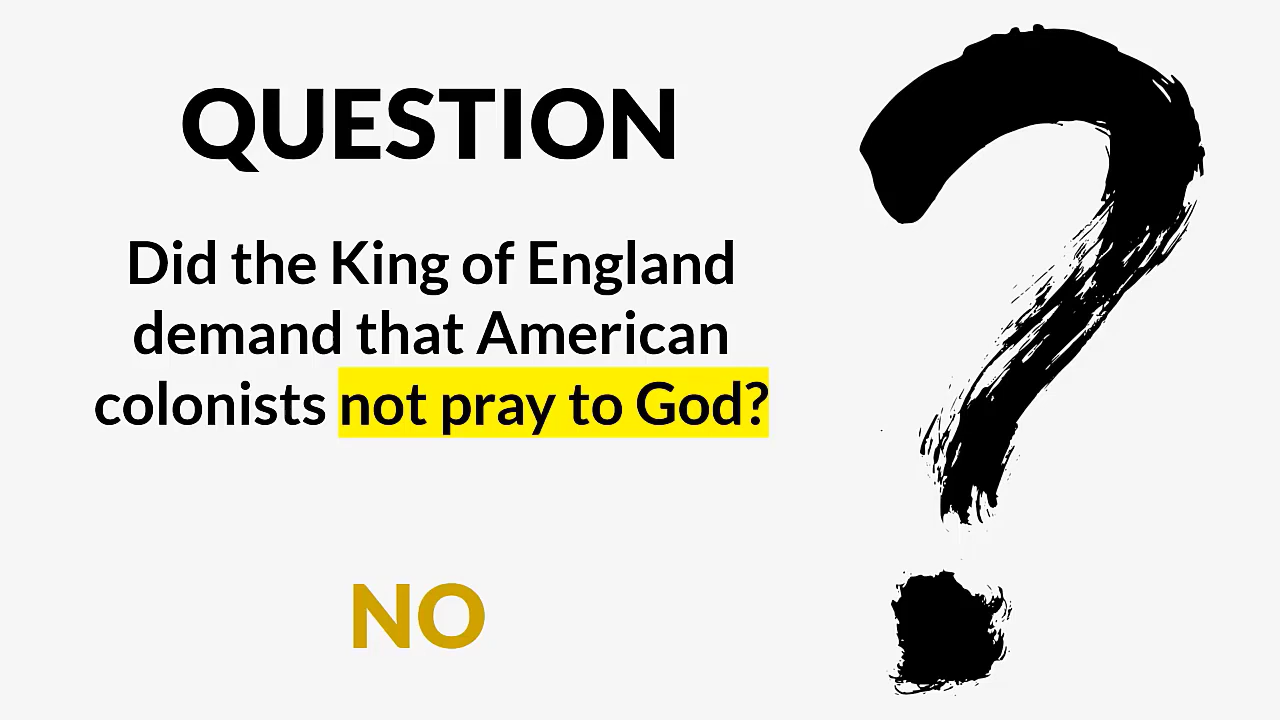 QUESTION
Did the King of England
demand that American
colonists not pray to God?
NO